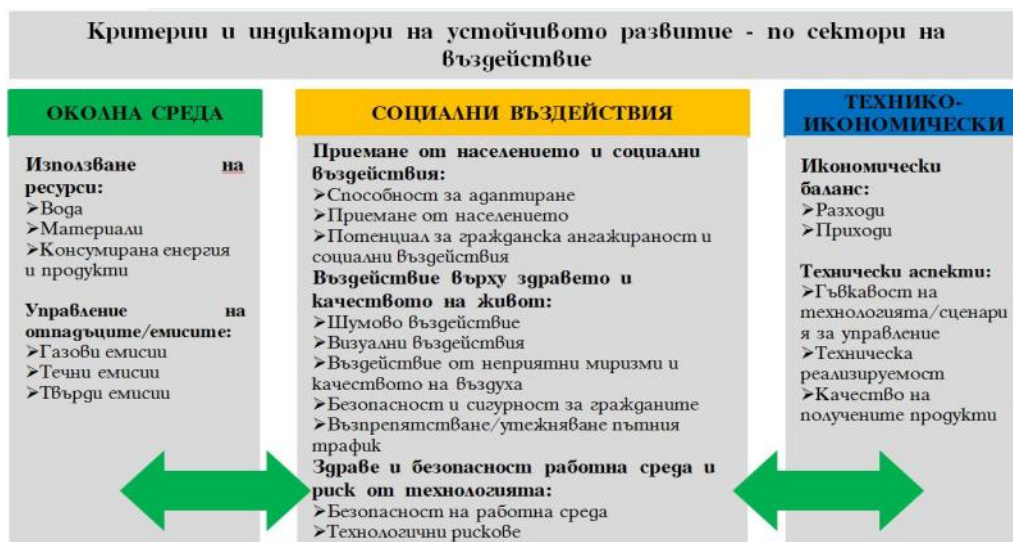 Критерии и индикатори на устойчивото развитие - по сектори на
въздействие
ОКОЛНА СРЕДА
Използване на
ресурси:
➢Вода
➢Материали
➢Консумирана енергия
и продукти
Управление на
отпадъците/емисите:
➢Газови емисии
➢Течни емисии
➢Твърди емисии
СОЦИАЛНИ ВЪЗДЕЙСТВИЯ
Приемане от населението и социални
въздействия:
➢Способност за адаптиране
➢Приемане от населението
➢Потенциал за гражданска ангажираност и
социални въздействия
Въздействие върху здравето и
качеството на живот:
➢Шумово въздействие
➢Визуални въздействия
➢Въздействие от неприятни миризми и
качеството на въздуха
➢Безопасност и сигурност за гражданите
➢Възпрепятстване/утежняване пътния
трафик
Здраве и безопасност работна среда и
риск от технологията:
➢Безопасност на работна среда
➢Технологични рискове
ТЕХНИКО-
ИКОНОМИЧЕСКИ
Икономически
баланс:
➢Разходи
➢Приходи
Технически аспекти:
➢Гъвкавост на
технологията/сценари
я за управление
➢Техническа
реализируемост
➢Качество на
получените продукти